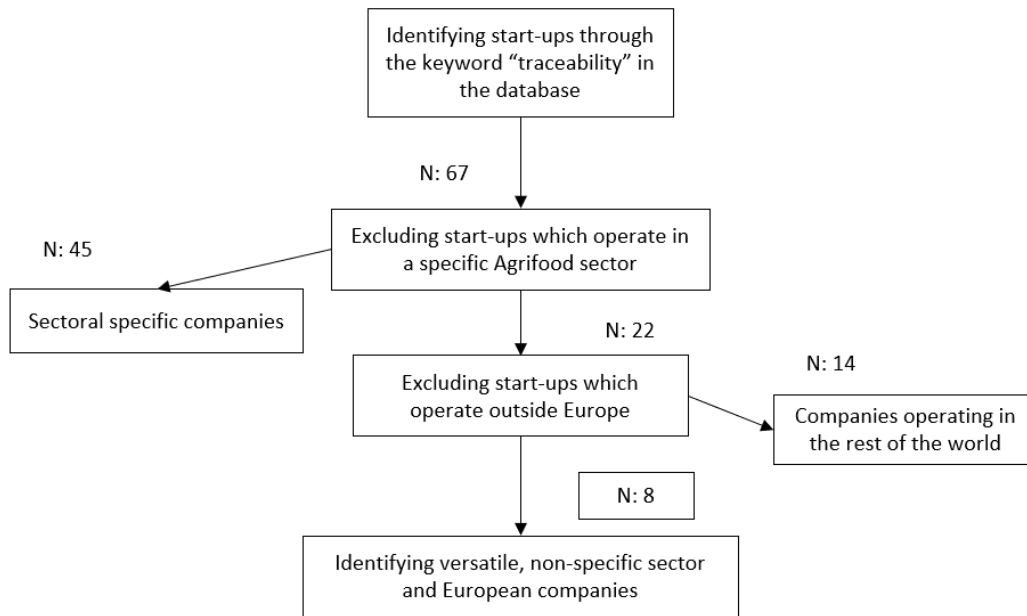 Identifying start-ups through
the keyword “traceability” in
the database
N: 67
Excluding start-ups which operate in
a specific Agrifood sector
N: 45
Sectoral specific companies
N: 22
Excluding start-ups which
operate outside Europe
N: 14
Companies operating in
the rest of the world
N: 8
Identifying versatile, non-specific sector
and European companies